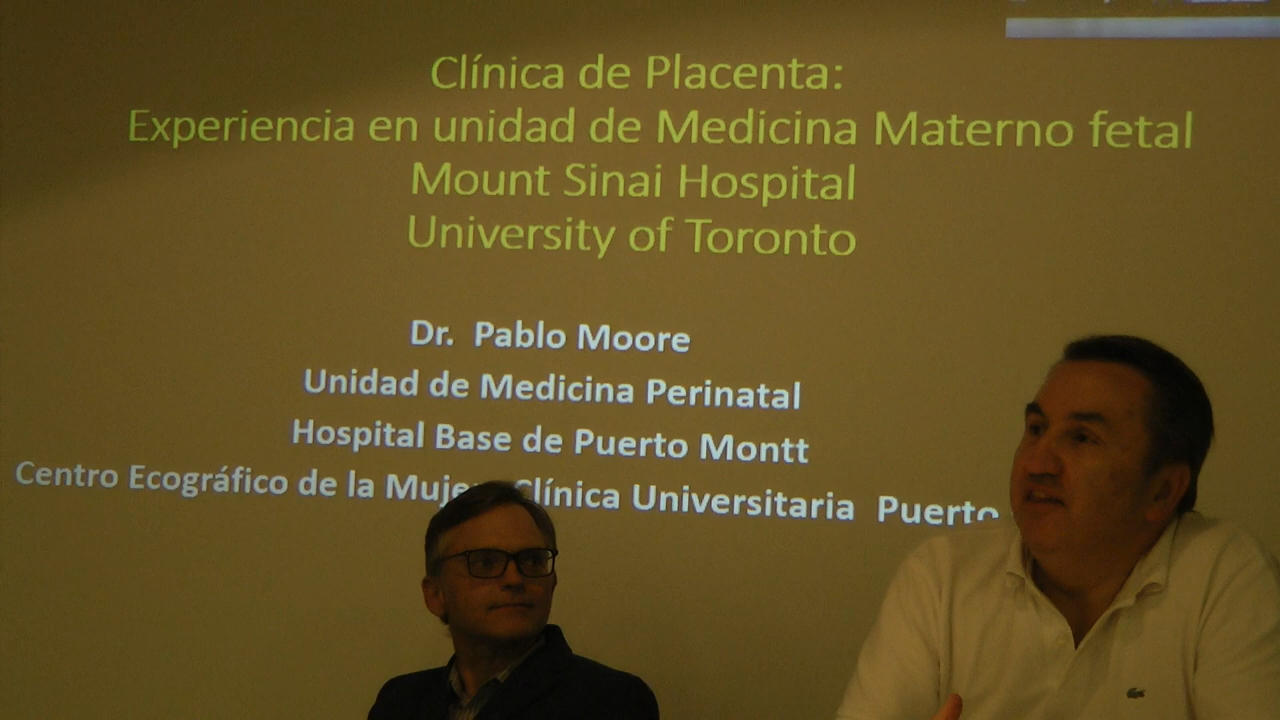 Clínica de Placenta:
Experiencia en unidad de Medicina Materno fetal
Mount Sinai Hospital
University of Toronto
Dr. Pablo Moore
Unidad de Medicina Perinatal
Hospital Base de Puerto Montt
Centro Ecográfico de la Clínica Universitaria Puerto